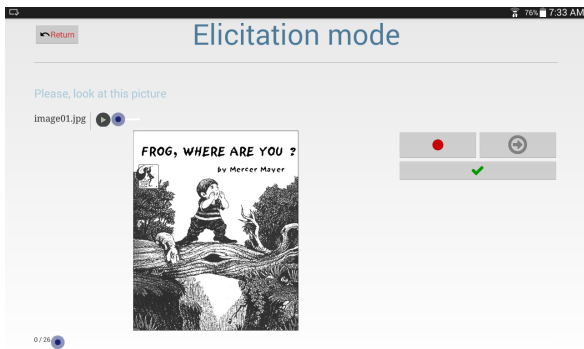 76% 7:33 AM
Return
Elicitation mode
Please, look at this picture
image01.jpg
FROG, WHERE ARE YOU ?
by Mercer Mayer
0 / 26